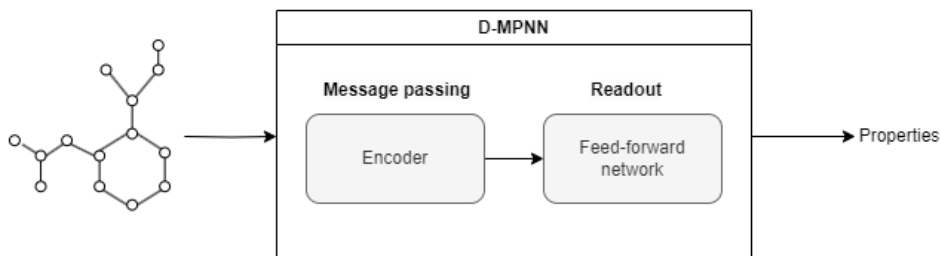 D-MPNN
Message passing
Readout
Encoder
Feed-forward
network
Properties